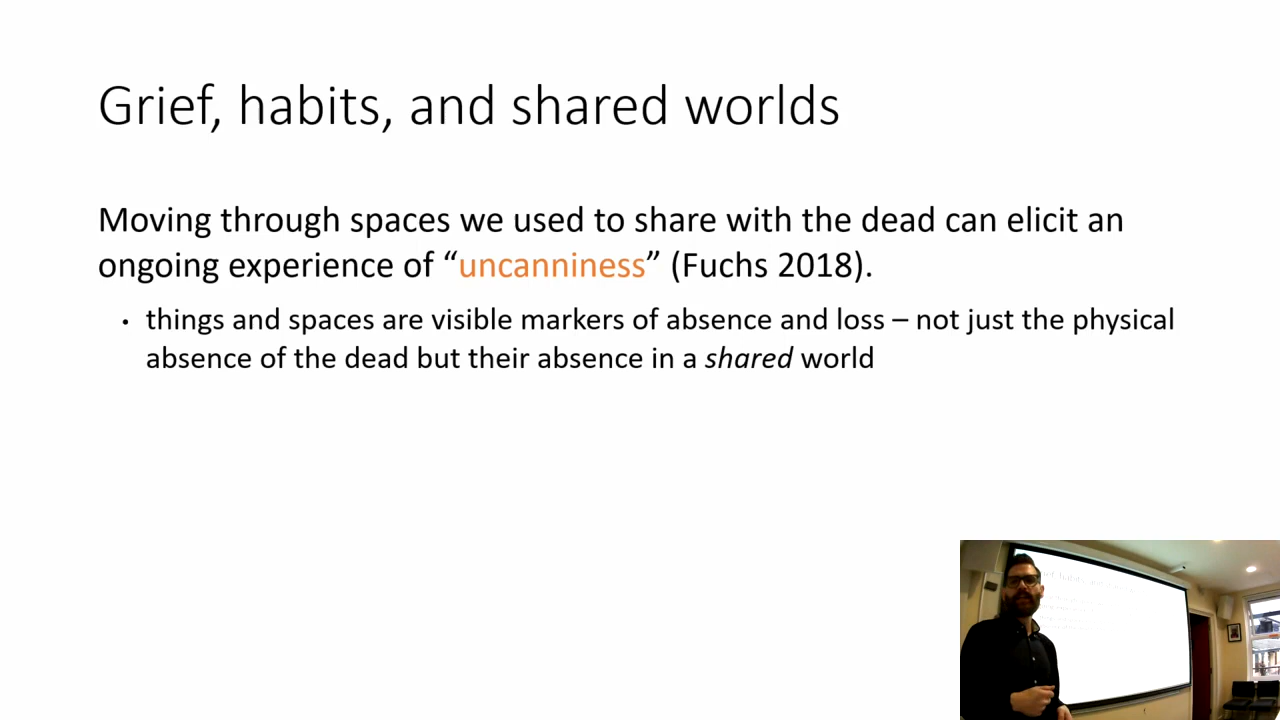 Grief, habits, and shared worlds
Moving through spaces we used to share with the dead can elicit an
ongoing experience of “uncanniness” (Fuchs 2018).
• things and spaces are visible markers of absence and loss – not just the physical
absence of the dead but their absence in a shared world